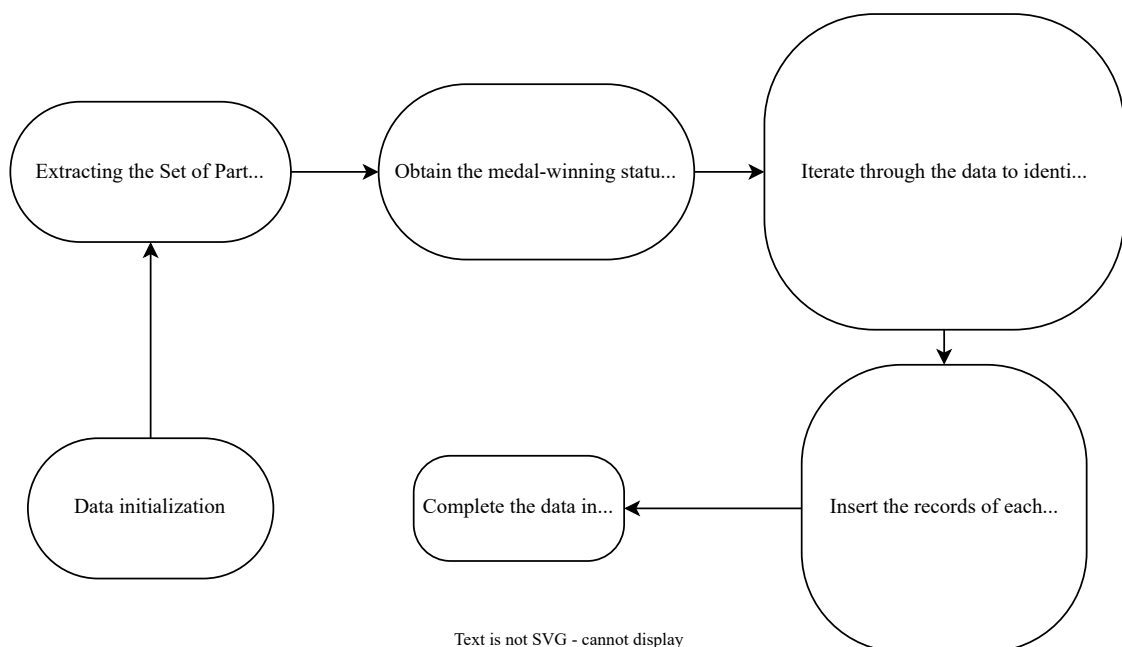 Extracting the Set of Part...
Obtain the medal-winning statu...
Iterate through the data to identi...
Data initialization
Complete the data in...
Insert the records of each...
Text is not SVG - cannot display